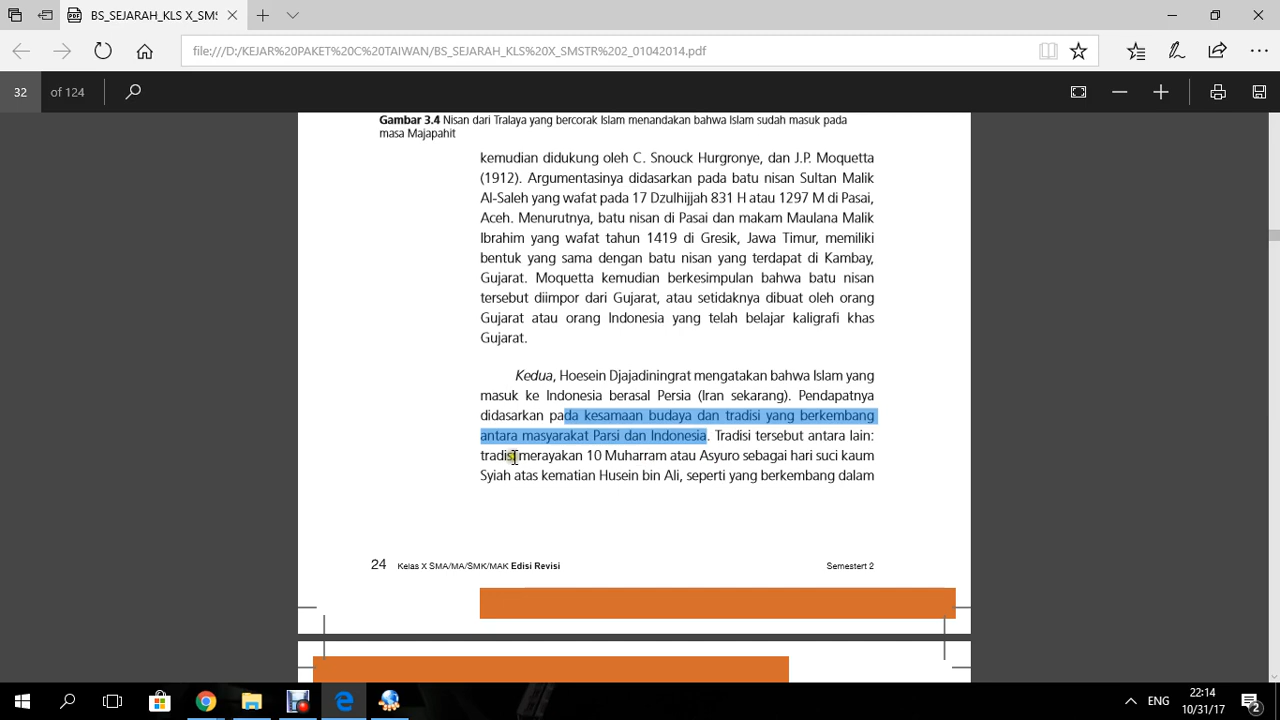 BS_SEJARAH_KLS X_SMS
file:///D:/KEJAR%20PAKET%20C%20TAIWAN/BS_SEJARAH_KLS%20X_SMSTR%202_01042014.pdf
32 of 124
Gambar 3.4 Nisan dari Tralaya yang bercorak Islam menandakan bahwa Islam sudah masuk pada
masa Majapahit
kemudian didukung oleh C. Snouck Hurgronye, dan J.P. Moquetta
(1912). Argumentasinya didasarkan pada batu nisan Sultan Malik
Al-Saleh yang wafat pada 17 Dzulhijjah 831 H atau 1297 M di Pasai,
Aceh. Menurutnya, batu nisan di Pasai dan makam Maulana Malik
Ibrahim yang wafat tahun 1419 di Gresik, Jawa Timur, memiliki
bentuk yang sama dengan batu nisan yang terdapat di Kambay,
Gujarat. Moquetta kemudian berkesimpulan bahwa batu nisan
tersebut diimpor dari Gujarat, atau setidaknya dibuat oleh orang
Gujarat atau orang Indonesia yang telah belajar kaligrafi khas
Gujarat.
Kedua, Hoesein Djajadiningrat mengatakan bahwa Islam yang
masuk ke Indonesia berasal Persia (Iran sekarang). Pendapatnya
didasarkan pada kesamaan budaya dan tradisi yang berkembang
antara masyarakat Parsi dan Indonesia. Tradisi tersebut antara lain:
tradisi merayakan 10 Muharram atau Asyuro sebagai hari suci kaum
Syiah atas kematian Husein bin Ali, seperti yang berkembang dalam
24 Kelas X SMA/MA/SMK/MAK Edisi Revisi
Semestert 2
ENG
22:14
10/31/17
2